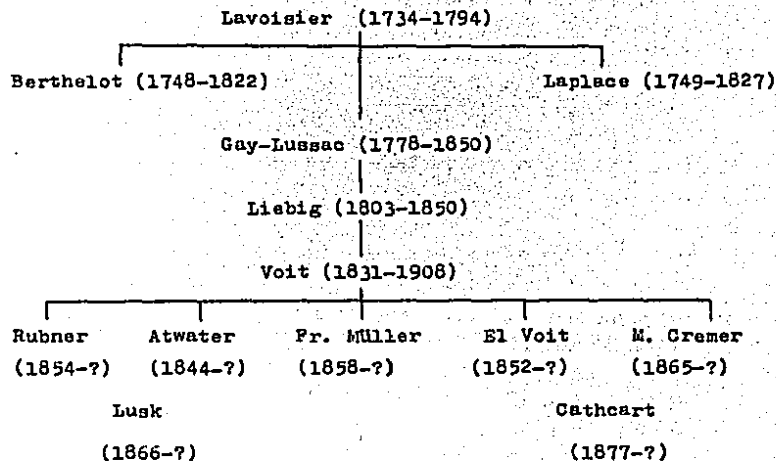 Lavoisier (1734-1794)
Berthelot (1748-1822) Laplace (1749-1827)
Gay-Lussac (1778-1850)
Liebig (1803-1850)
Voit (1831-1908)
Rubner Atwater Fr. Müller El Voit M. Cremer
(1854-?) (1844-?) (1858-?) (1852-?) (1865-?)
Lusk Cathcart
(1866-?) (1877-?)